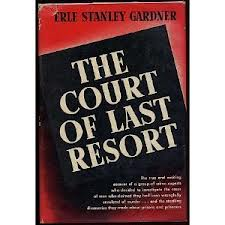 ERLE STANLEY GARDNER
THE
COURT
OF LAST
RESORT
The true and exciting
account of a group of crime experts
who decided to investigate the cases
of men who claimed they had been wrongfully
convicted of murder . . . and the startling
discoveries they made about prisons and prisoners